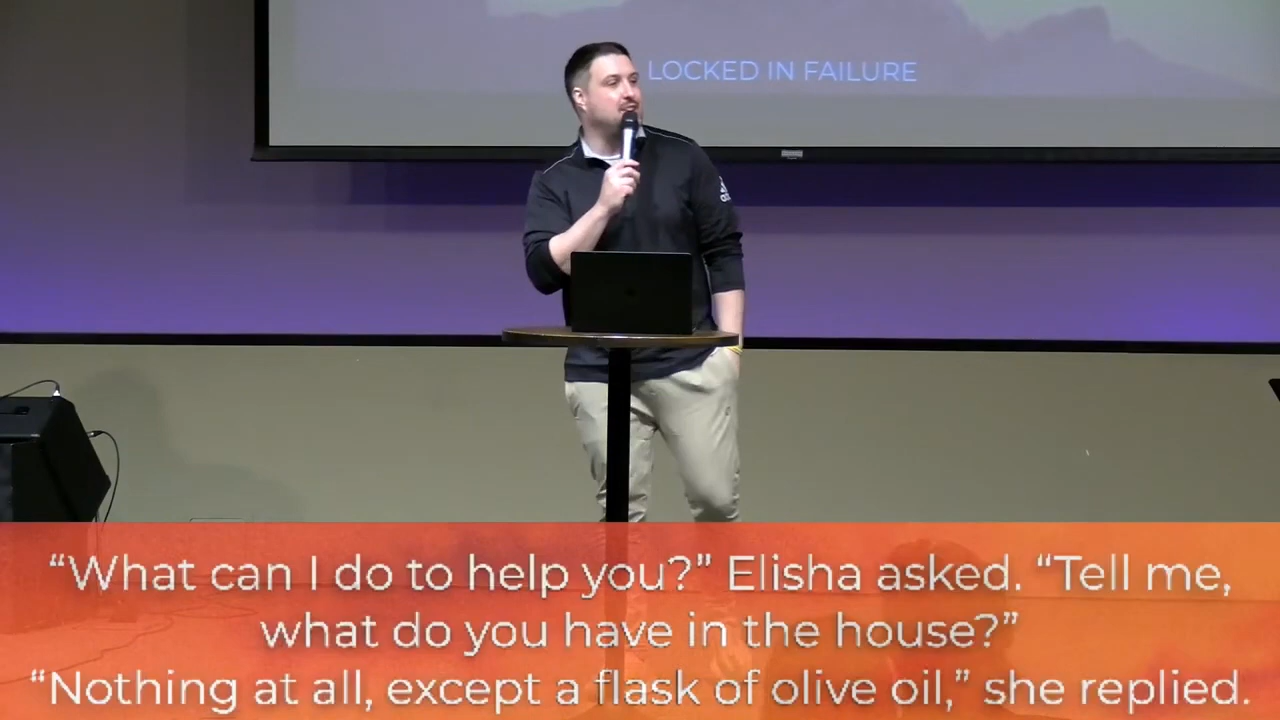 LOCKED IN FAILURE
“What can I do to help you?” Elisha asked. “Tell me,
what do you have in the house?”
“Nothing at all, except a flask of olive oil,” she replied.